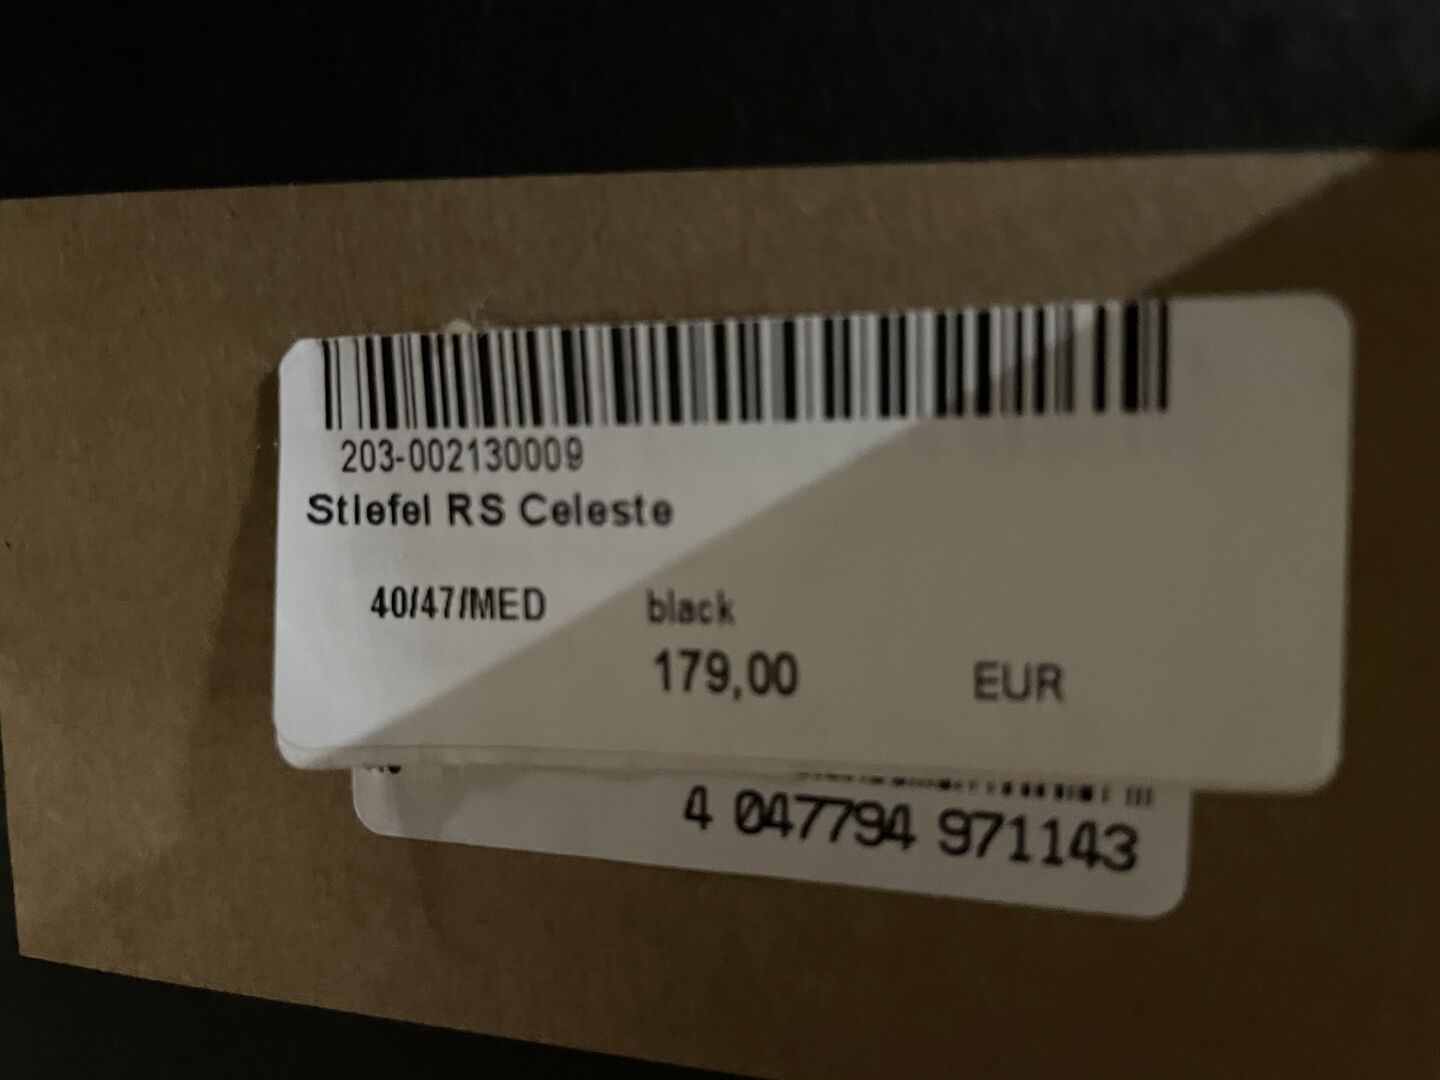 203-002130009
Stiefel RS Celeste
40/47/MED black
179,00 EUR
4 047794 971143